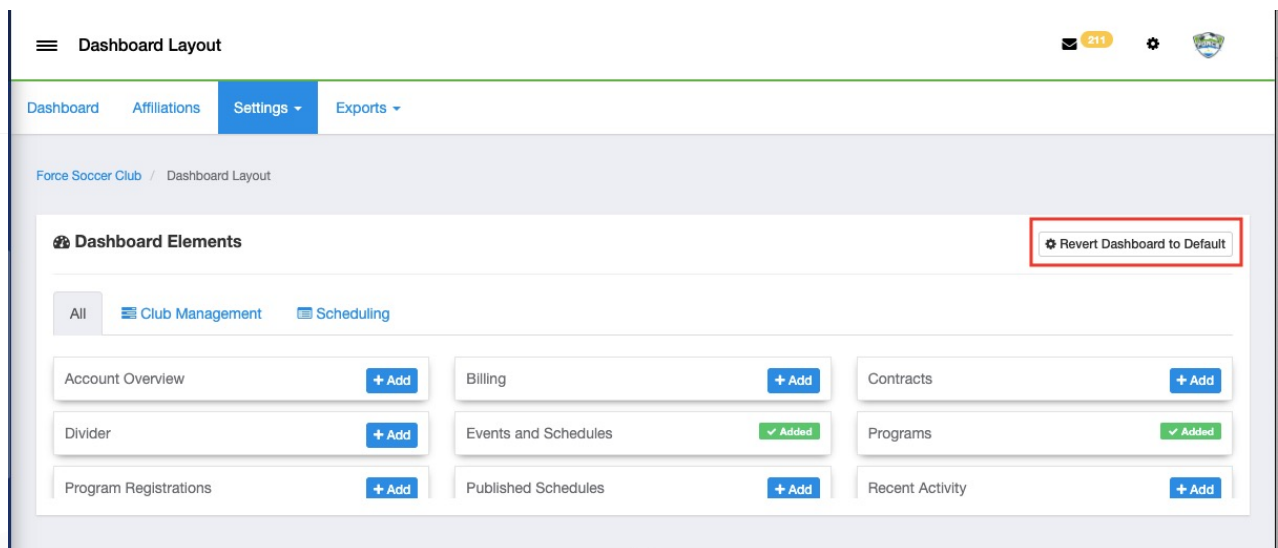 Dashboard Layout
211
Dashboard Affiliations Settings Exports
Force Soccer Club / Dashboard Layout
Dashboard Elements
Revert Dashboard to Default
All Club Management Scheduling
Account Overview + Add Billing + Add Contracts + Add
Divider + Add Events and Schedules ✓ Added Programs ✓ Added
Program Registrations + Add Published Schedules + Add Recent Activity + Add